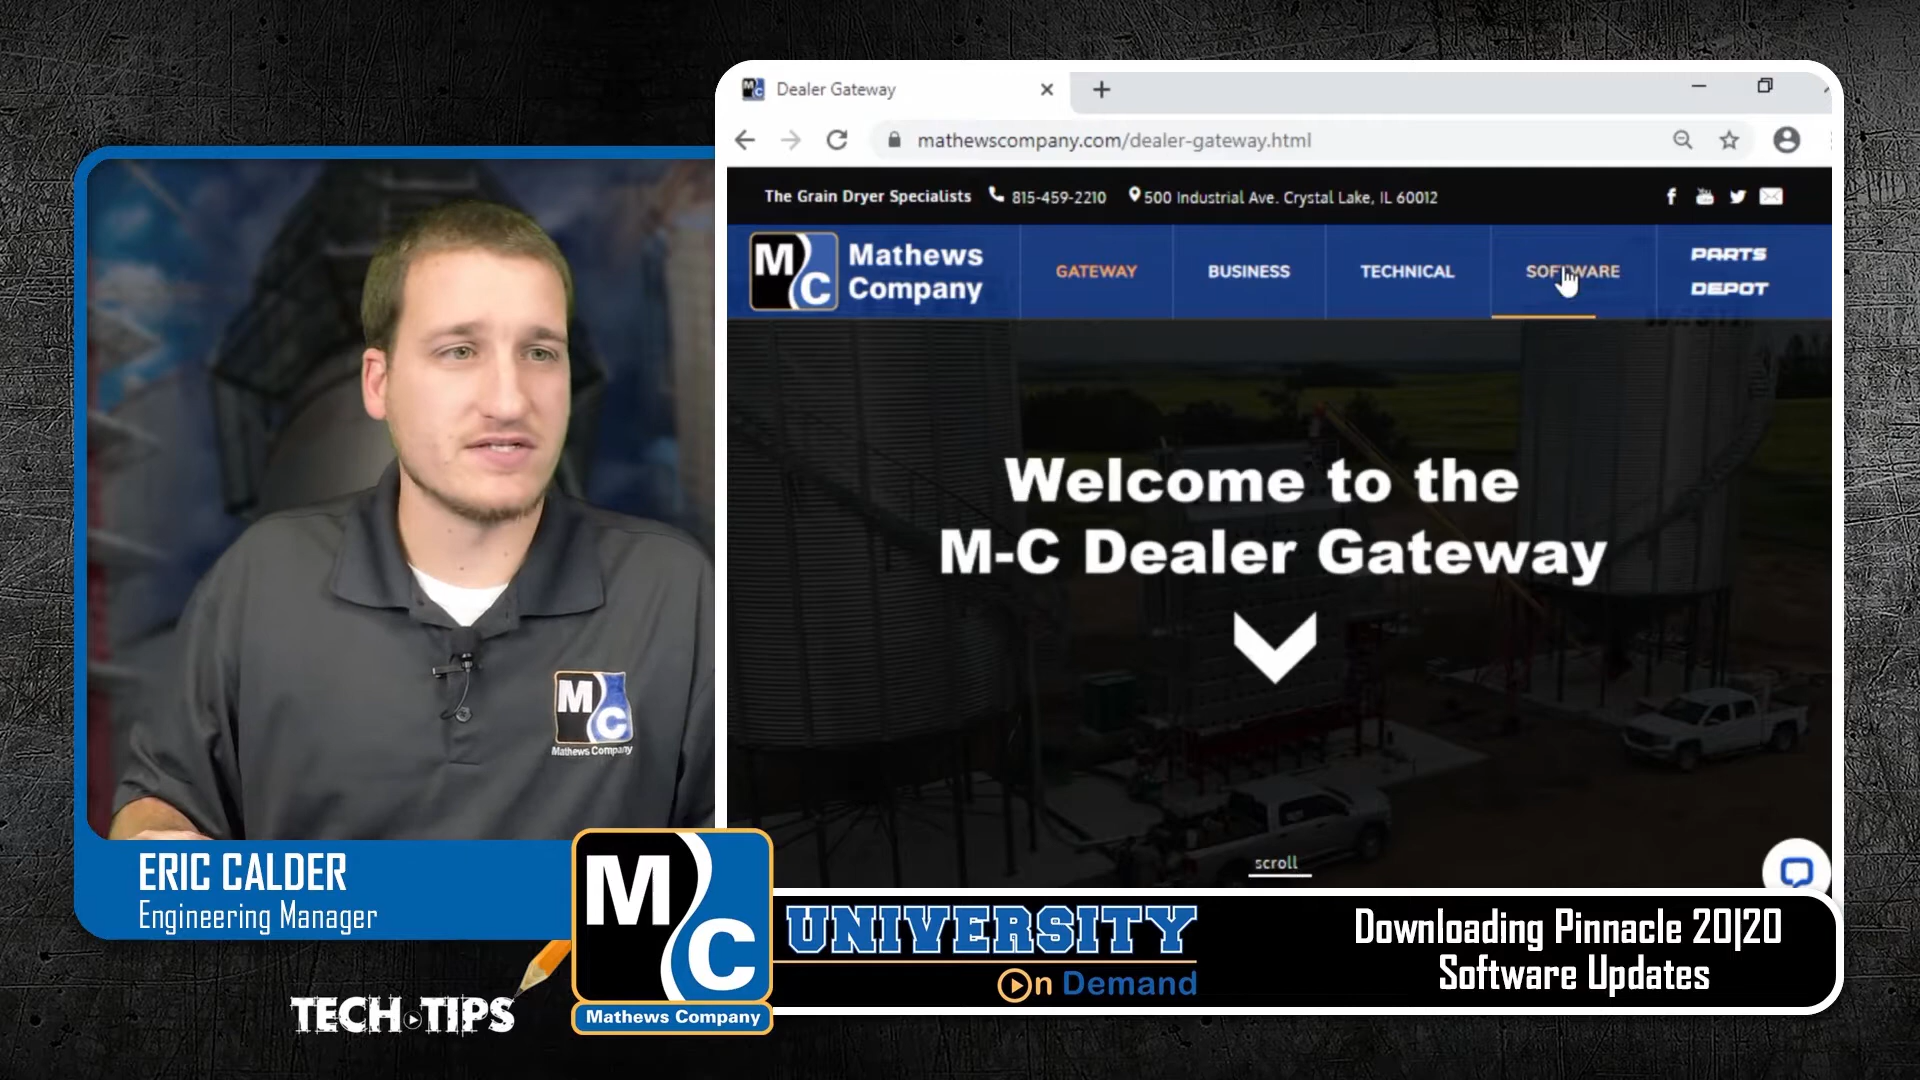 Dealer Gateway
mathewscompany.com/dealer-gateway.html
The Grain Dryer Specialists 815-459-2210 500 Industrial Ave. Crystal Lake, IL 60012
M C Mathews Company
GATEWAY BUSINESS TECHNICAL SOFTWARE PARTS DEPOT
Welcome to the
M-C Dealer Gateway
scroll
M C
Mathews Company
ERIC CALDER
Engineering Manager
TECH TIPS
M C
Mathews Company
UNIVERSITY
On Demand
Downloading Pinnacle 20|20
Software Updates